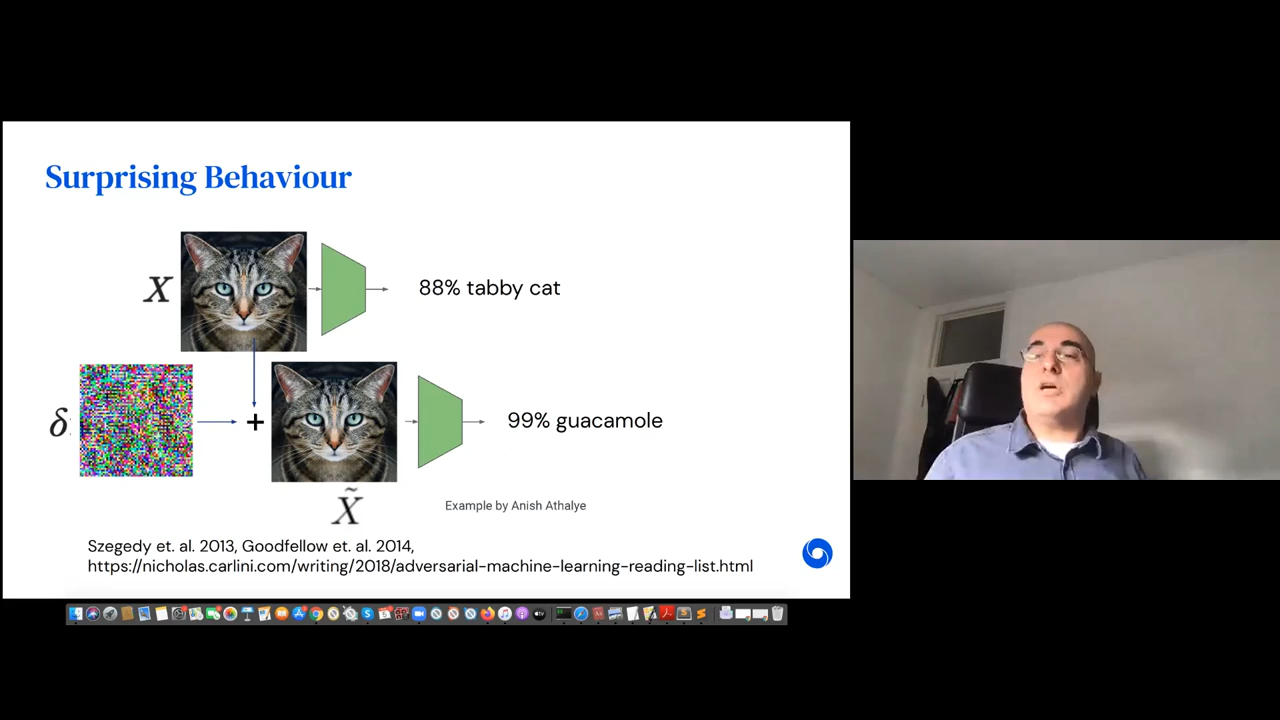 Surprising Behaviour
X
88% tabby cat
δ
+
99% guacamole
X̃
Example by Anish Athalye
Szegedy et. al. 2013, Goodfellow et. al. 2014,
https://nicholas.carlini.com/writing/2018/adversarial-machine-learning-reading-list.html